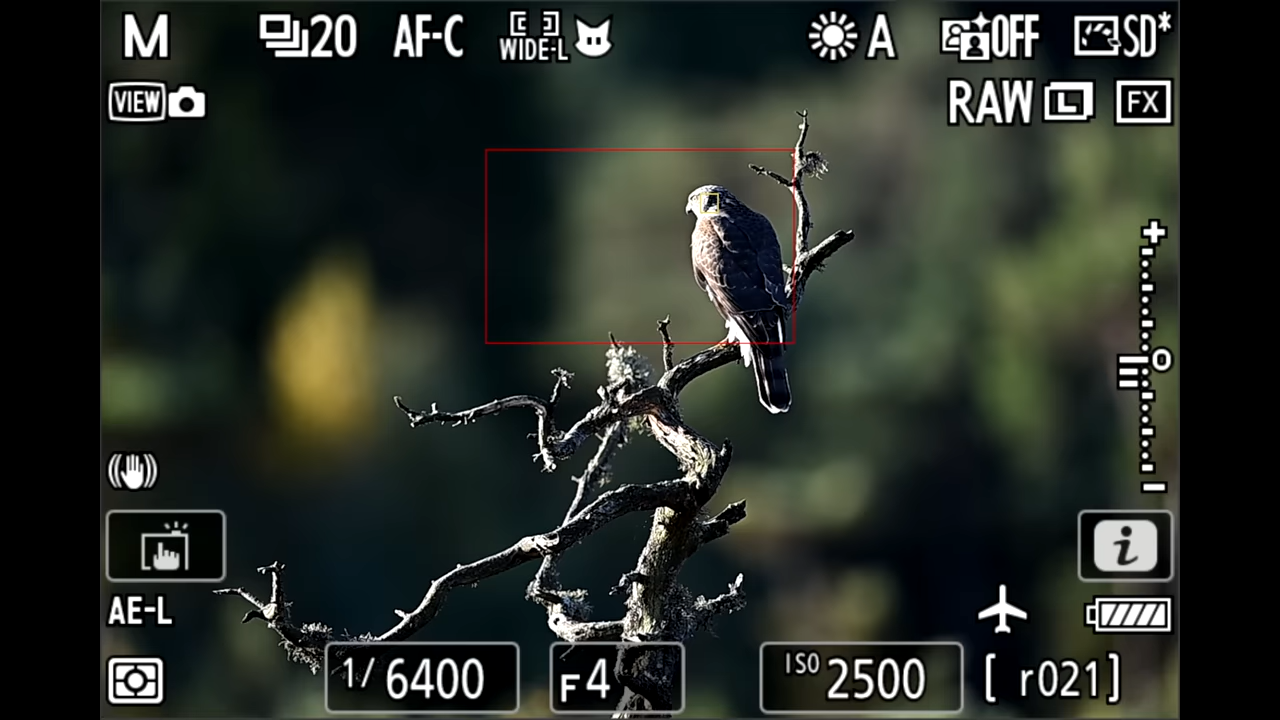 M 20 AF-C WIDE-L A OFF SD*
VIEW RAW L FX
i
AE-L
1/6400 F4 ISO 2500 [ r021]